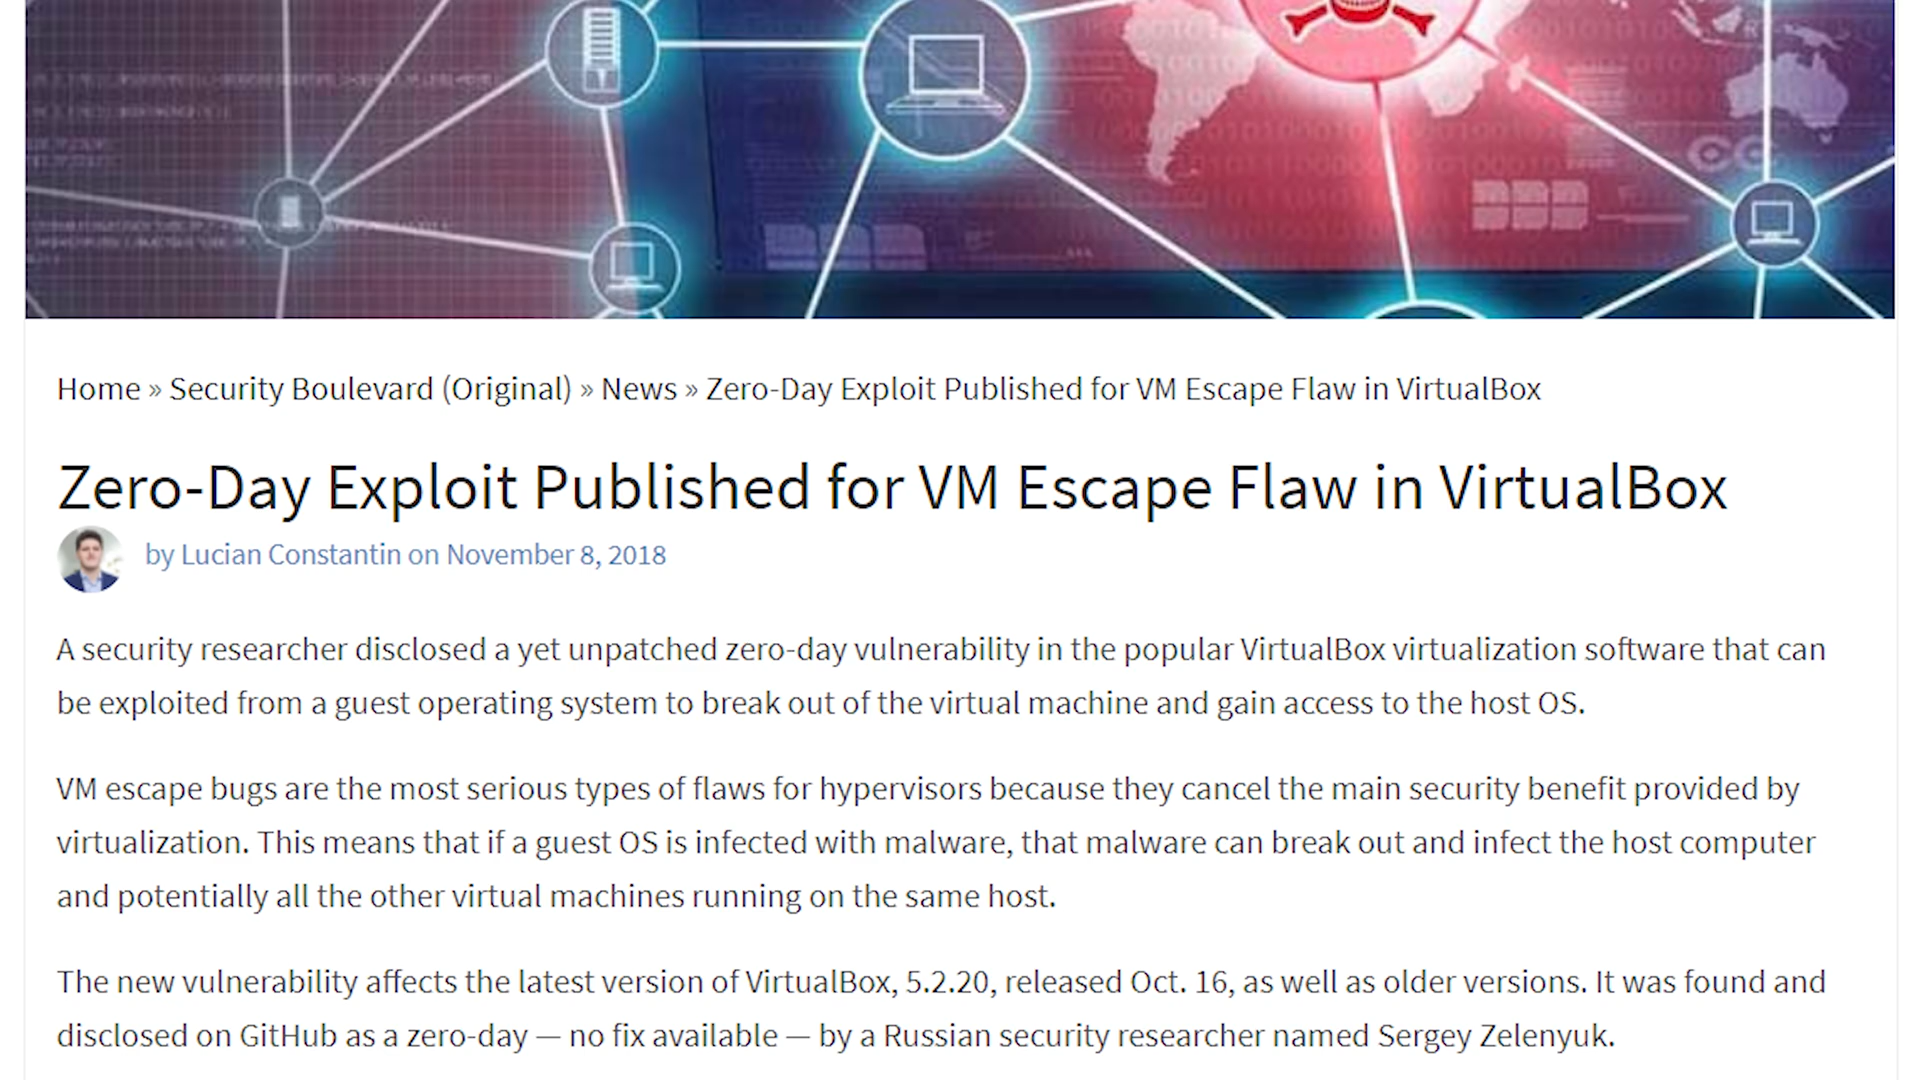 Home » Security Boulevard (Original) » News » Zero-Day Exploit Published for VM Escape Flaw in VirtualBox
Zero-Day Exploit Published for VM Escape Flaw in VirtualBox
by Lucian Constantin on November 8, 2018
A security researcher disclosed a yet unpatched zero-day vulnerability in the popular VirtualBox virtualization software that can
be exploited from a guest operating system to break out of the virtual machine and gain access to the host OS.
VM escape bugs are the most serious types of flaws for hypervisors because they cancel the main security benefit provided by
virtualization. This means that if a guest OS is infected with malware, that malware can break out and infect the host computer
and potentially all the other virtual machines running on the same host.
The new vulnerability affects the latest version of VirtualBox, 5.2.20, released Oct. 16, as well as older versions. It was found and
disclosed on GitHub as a zero-day — no fix available — by a Russian security researcher named Sergey Zelenyuk.